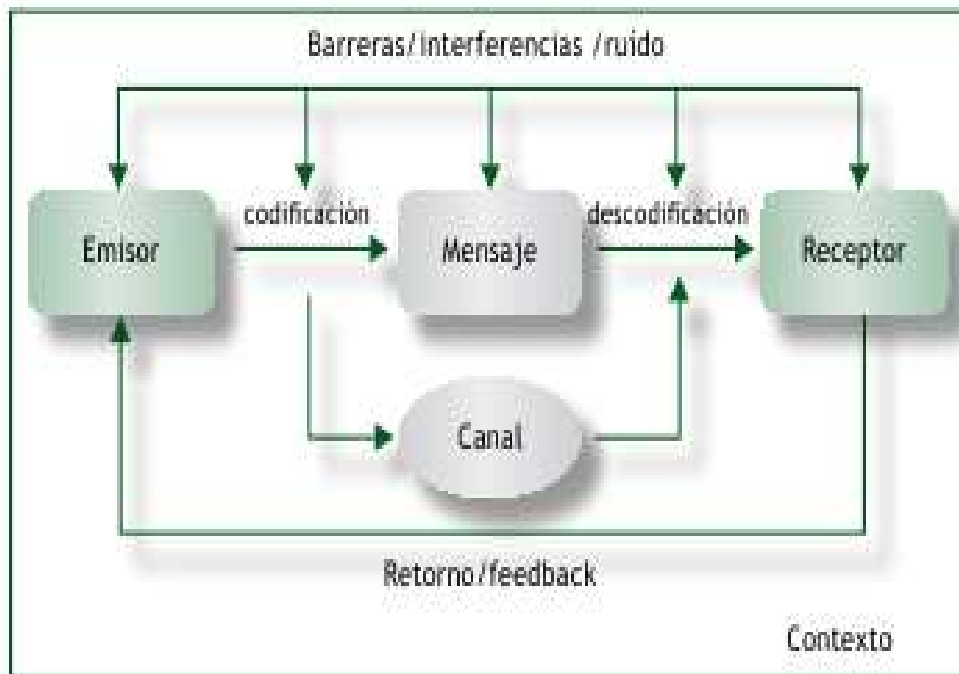 Barreras/interferencias /ruido
codificación
descodificación
Emisor
Mensaje
Receptor
Canal
Retorno/feedback
Contexto